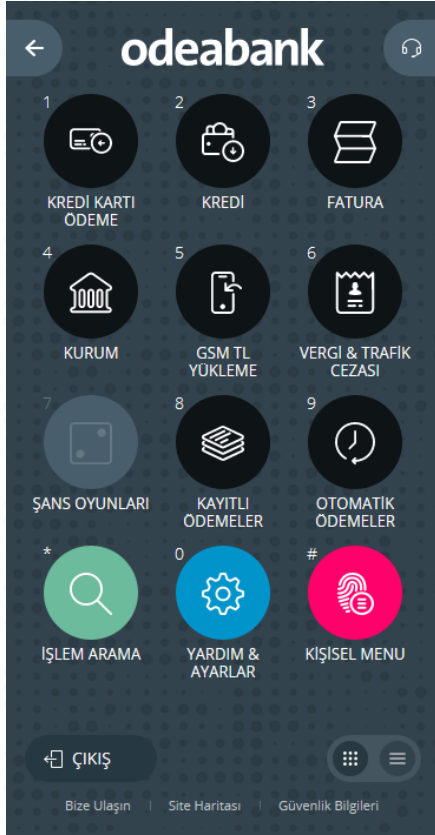 odeabank
1
2
3
KREDİ KARTI
ÖDEME
KREDİ
FATURA
4
5
6
KURUM
GSM TL
YÜKLEME
VERGİ & TRAFİK
CEZASI
7
8
9
ŞANS OYUNLARI
KAYITLI
ÖDEMELER
OTOMATİK
ÖDEMELER
*
0
#
İŞLEM ARAMA
YARDIM &
AYARLAR
KİŞİSEL MENU
ÇIKIŞ
Bize Ulaşın | Site Haritası | Güvenlik Bilgileri